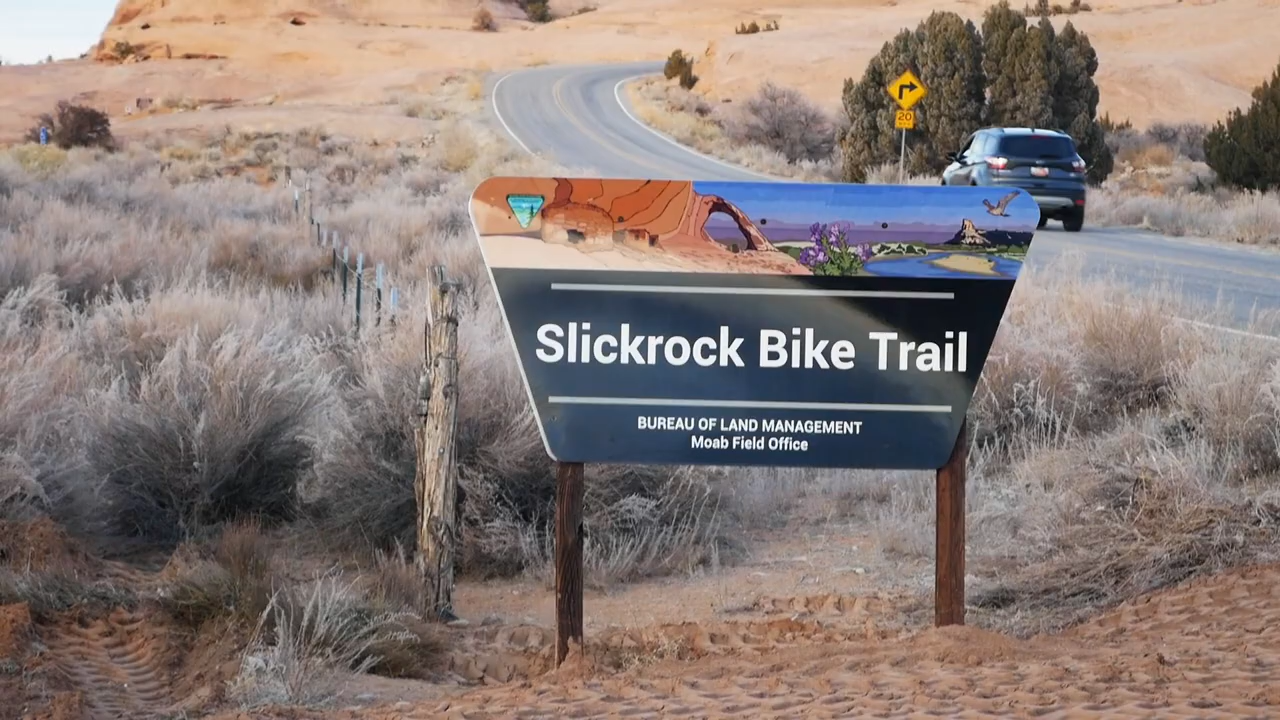 20
Slickrock Bike Trail
BUREAU OF LAND MANAGEMENT
Moab Field Office